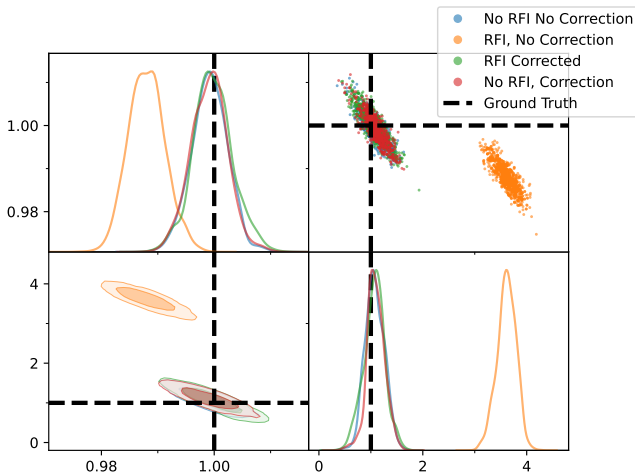 No RFI No Correction
RFI, No Correction
RFI Corrected
No RFI, Correction
Ground Truth
1.00
0.98
4
2
0
0.98
1.00
0
2
4